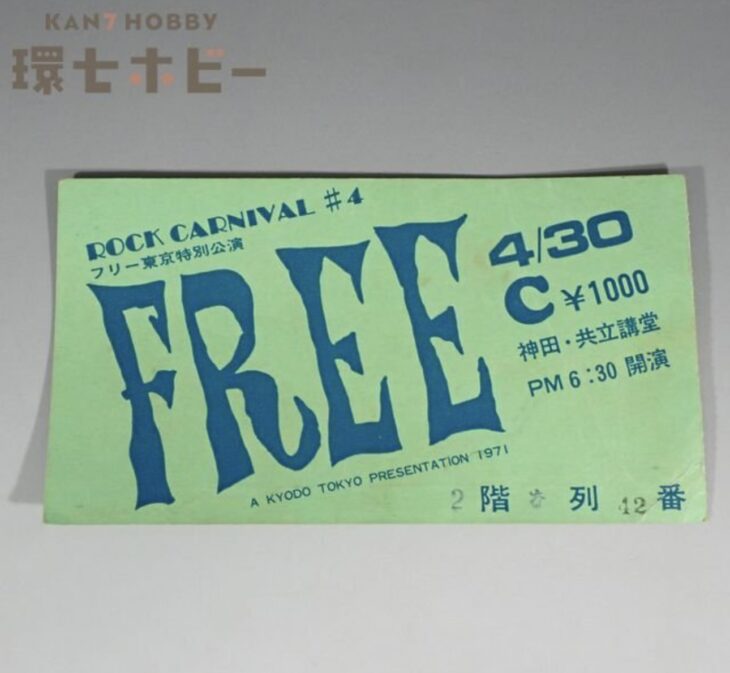 KAN7 HOBBY
環七ホビー
ROCK CARNIVAL #4
フリー東京特別公演
FREE
4/30
C ¥1000
神田・共立講堂
PM 6:30 開演
A KYODO TOKYO PRESENTATION 1971
2 階 な 列 42 番